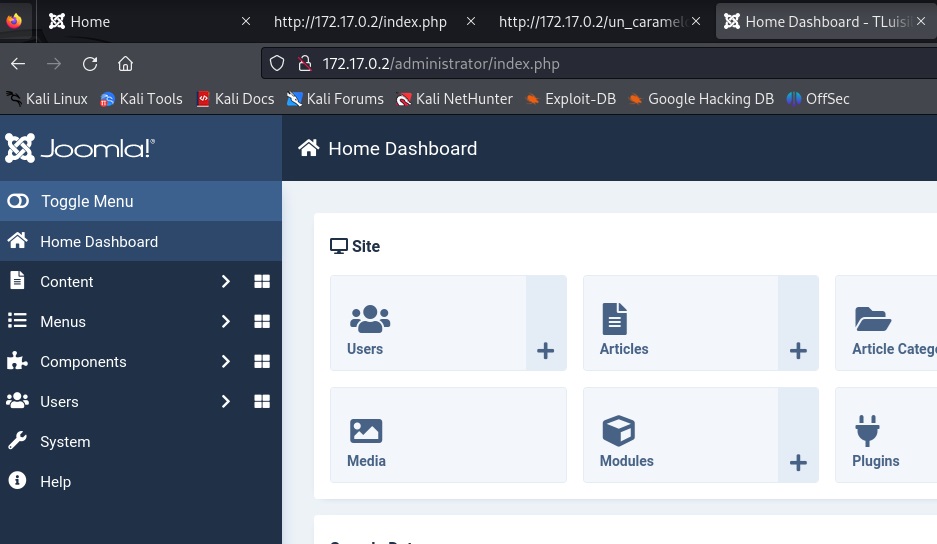 Home
http://172.17.0.2/index.php
http://172.17.0.2/un_caramel
Home Dashboard - TLuisi
172.17.0.2/administrator/index.php
Kali Linux
Kali Tools
Kali Docs
Kali Forums
Kali NetHunter
Exploit-DB
Google Hacking DB
OffSec
Joomla!®
Home Dashboard
Toggle Menu
Home Dashboard
Content
Menus
Components
Users
System
Help
Site
Users
Articles
Article Catego
Media
Modules
Plugins